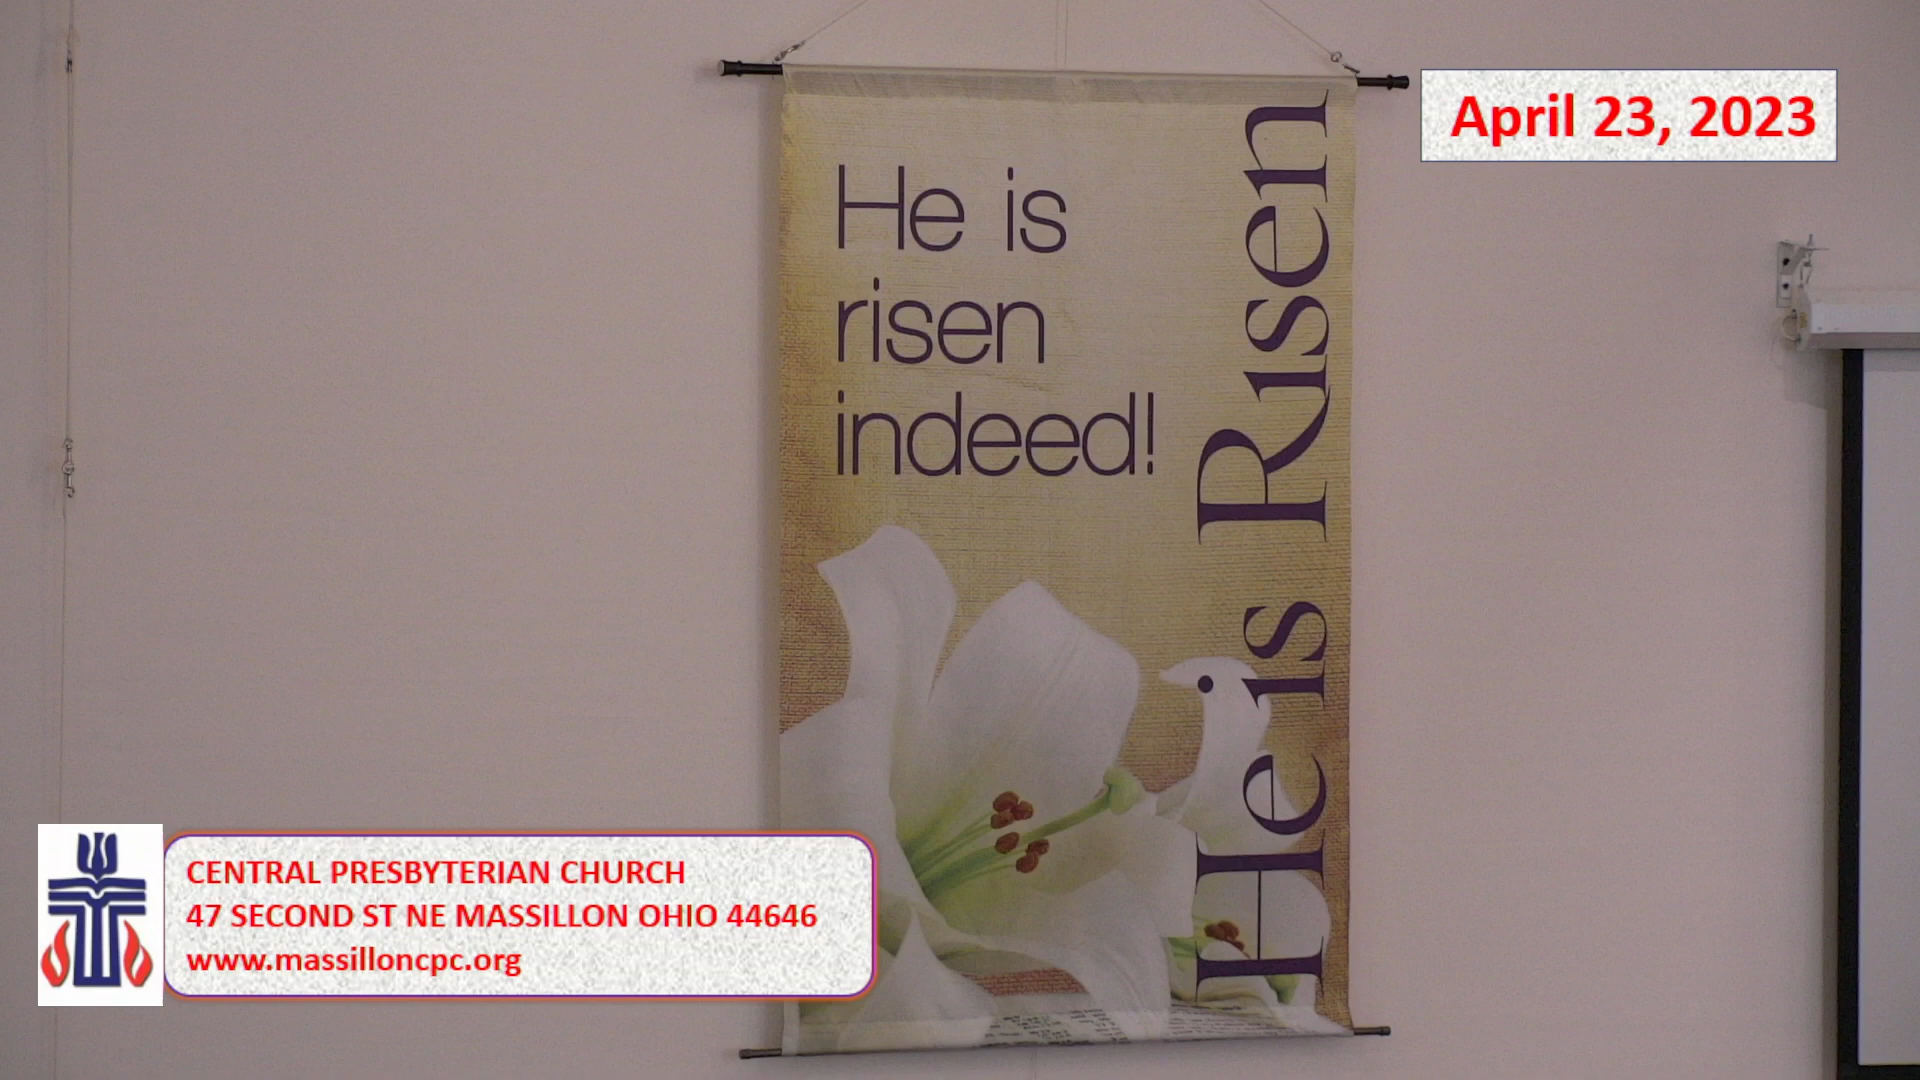 April 23, 2023
He is
risen
indeed!
He is Risen
CENTRAL PRESBYTERIAN CHURCH
47 SECOND ST NE MASSILLON OHIO 44646
www.massilloncpc.org